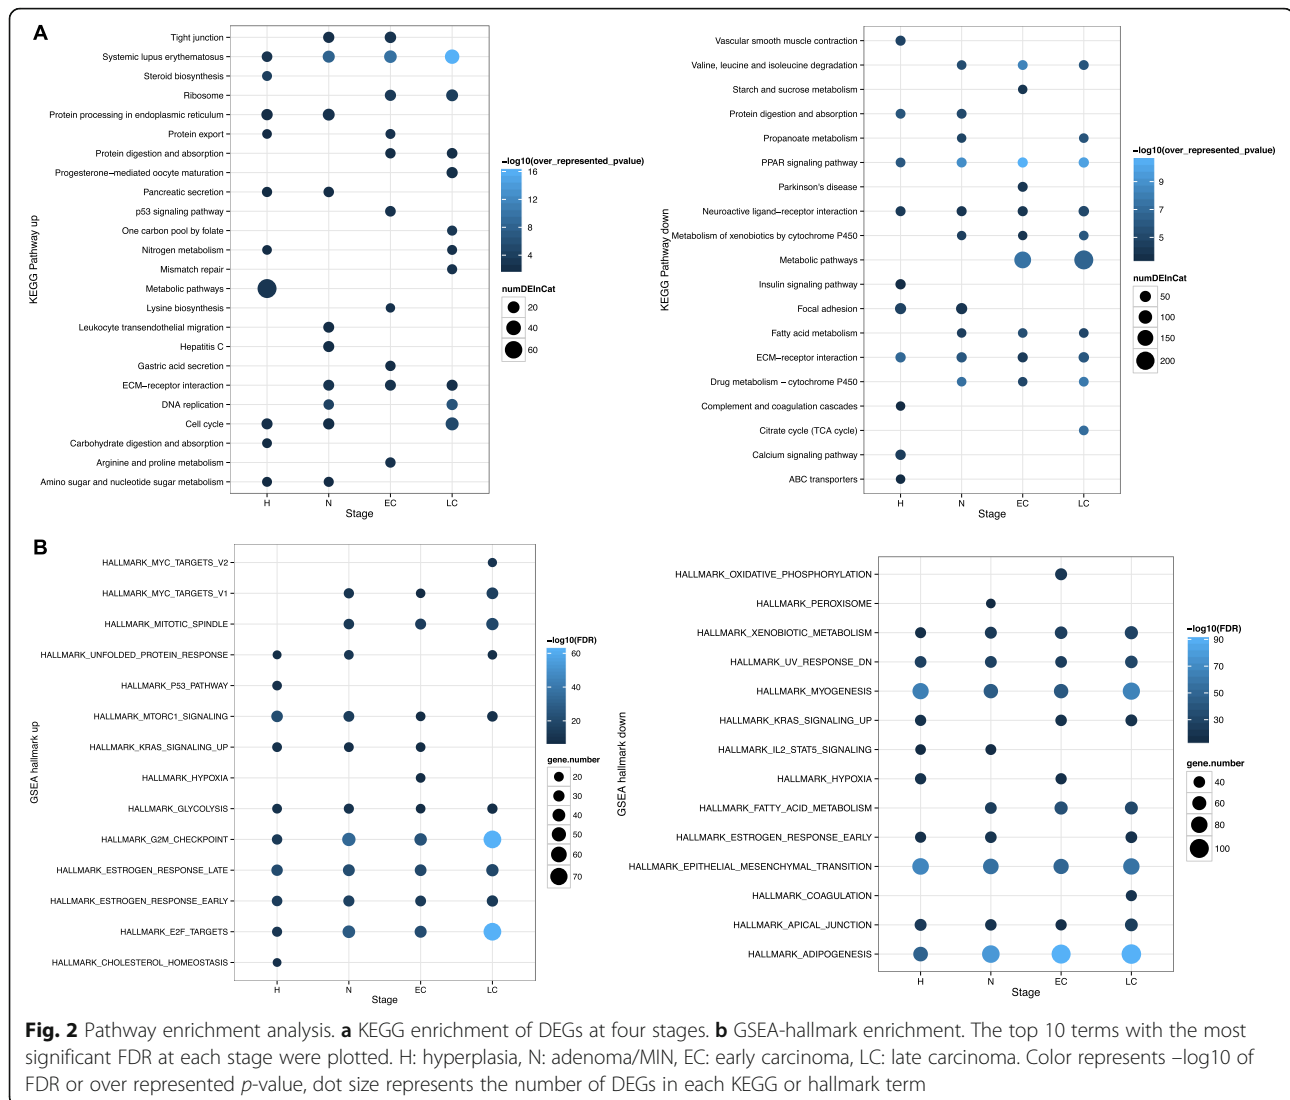 A
Tight junction
Systemic lupus erythematosus
Steroid biosynthesis
Ribosome
Protein processing in endoplasmic reticulum
Protein export
Protein digestion and absorption
Progesterone−mediated oocyte maturation
Pancreatic secretion
p53 signaling pathway
One carbon pool by folate
Nitrogen metabolism
Mismatch repair
Metabolic pathways
Lysine biosynthesis
Leukocyte transendothelial migration
Hepatitis C
Gastric acid secretion
ECM−receptor interaction
DNA replication
Cell cycle
Carbohydrate digestion and absorption
Arginine and proline metabolism
Amino sugar and nucleotide sugar metabolism
KEGG Pathway up
H N EC LC
Stage
−log10(over_represented_pvalue)
16
12
8
4
numDEInCat
20
40
60
Vascular smooth muscle contraction
Valine, leucine and isoleucine degradation
Starch and sucrose metabolism
Protein digestion and absorption
Propanoate metabolism
PPAR signaling pathway
Parkinson's disease
Neuroactive ligand−receptor interaction
Metabolism of xenobiotics by cytochrome P450
Metabolic pathways
Insulin signaling pathway
Focal adhesion
Fatty acid metabolism
ECM−receptor interaction
Drug metabolism − cytochrome P450
Complement and coagulation cascades
Citrate cycle (TCA cycle)
Calcium signaling pathway
ABC transporters
KEGG Pathway down
H N EC LC
Stage
−log10(over_represented_pvalue)
9
7
5
numDEInCat
50
100
150
200
B
HALLMARK_MYC_TARGETS_V2
HALLMARK_MYC_TARGETS_V1
HALLMARK_MITOTIC_SPINDLE
HALLMARK_UNFOLDED_PROTEIN_RESPONSE
HALLMARK_P53_PATHWAY
HALLMARK_MTORC1_SIGNALING
HALLMARK_KRAS_SIGNALING_UP
HALLMARK_HYPOXIA
HALLMARK_GLYCOLYSIS
HALLMARK_G2M_CHECKPOINT
HALLMARK_ESTROGEN_RESPONSE_LATE
HALLMARK_ESTROGEN_RESPONSE_EARLY
HALLMARK_E2F_TARGETS
HALLMARK_CHOLESTEROL_HOMEOSTASIS
GSEA hallmark up
H N EC LC
Stage
−log10(FDR)
60
40
20
gene.number
20
30
40
50
60
70
HALLMARK_OXIDATIVE_PHOSPHORYLATION
HALLMARK_PEROXISOME
HALLMARK_XENOBIOTIC_METABOLISM
HALLMARK_UV_RESPONSE_DN
HALLMARK_MYOGENESIS
HALLMARK_KRAS_SIGNALING_UP
HALLMARK_IL2_STAT5_SIGNALING
HALLMARK_HYPOXIA
HALLMARK_FATTY_ACID_METABOLISM
HALLMARK_ESTROGEN_RESPONSE_EARLY
HALLMARK_EPITHELIAL_MESENCHYMAL_TRANSITION
HALLMARK_COAGULATION
HALLMARK_APICAL_JUNCTION
HALLMARK_ADIPOGENESIS
GSEA hallmark down
H N EC LC
Stage
−log10(FDR)
90
70
50
30
gene.number
40
60
80
100
Fig. 2 Pathway enrichment analysis. a KEGG enrichment of DEGs at four stages. b GSEA-hallmark enrichment. The top 10 terms with the most
significant FDR at each stage were plotted. H: hyperplasia, N: adenoma/MIN, EC: early carcinoma, LC: late carcinoma. Color represents –log10 of
FDR or over represented p-value, dot size represents the number of DEGs in each KEGG or hallmark term